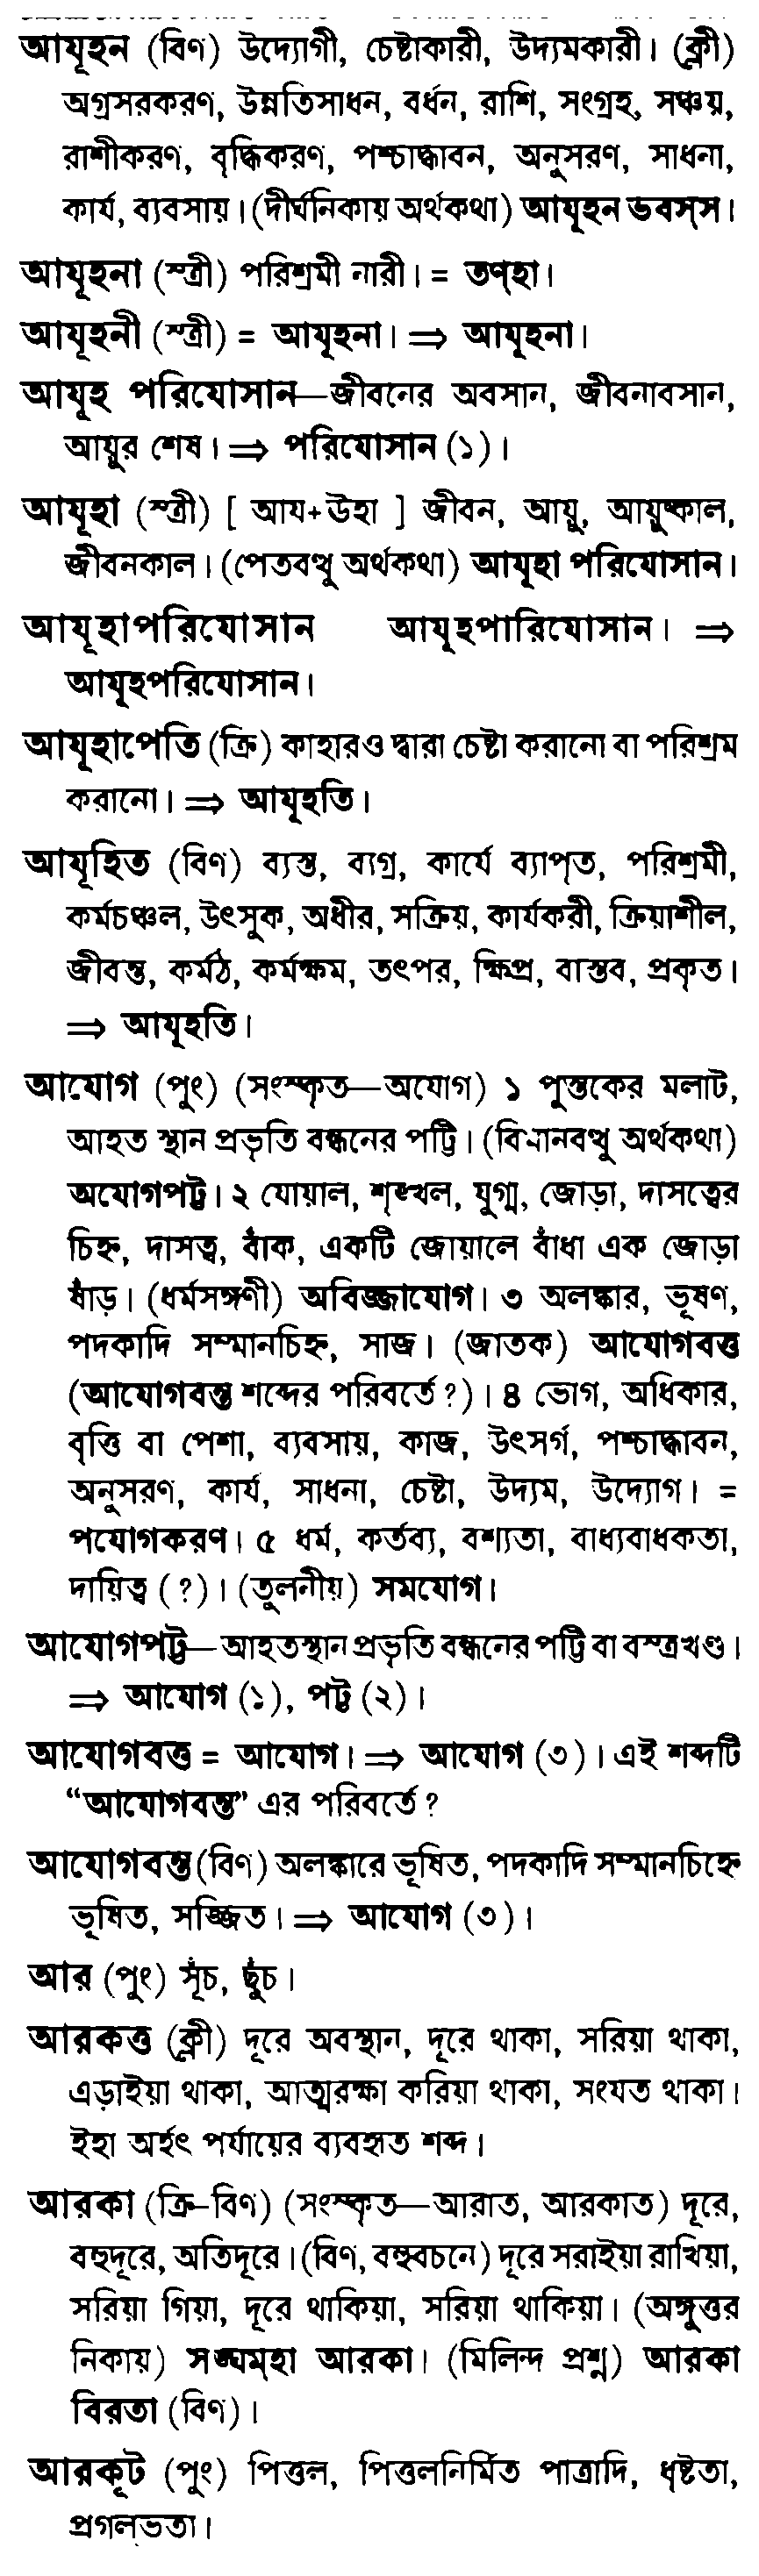 আযূহন (বিণ) উদ্যোগী, চেষ্টাকারী, উদ্যমকারী। (ক্লী)
অগ্রসরকরণ, উন্নতিসাধন, বর্ধন, রাশি, সংগ্রহ, সঞ্চয়,
রাশীকরণ, বৃদ্ধিকরণ, পশ্চাদ্ধাবন, অনুসরণ, সাধনা,
কার্য, ব্যবসায়। (দীর্ঘনিকায় অর্থকথা) আযূহন ভবস্স।
আযূহনা (স্ত্রী) পরিশ্রমী নারী। = তণ্হা।
আযূহনী (স্ত্রী) = আযূহনা। ⇒ আযূহনা।
আযূহ পরিযোসান—জীবনের অবসান, জীবনাবসান,
আয়ুর শেষ। ⇒ পরিযোসান (১)।
আযূহা (স্ত্রী) [ আয+উহা ] জীবন, আয়ু, আয়ুষ্কাল,
জীবনকাল। (পেতবত্থু অর্থকথা) আযূহা পরিযোসান।
আযূহাপরিযোসান আযূহপারিযোসান। ⇒
আযূহপরিযোসান।
আযূহাপেতি (ক্রি) কাহারও দ্বারা চেষ্টা করানো বা পরিশ্রম
করানো। ⇒ আযূহতি।
আযূহিত (বিণ) ব্যস্ত, ব্যগ্র, কার্যে ব্যাপৃত, পরিশ্রমী,
কর্মচঞ্চল, উৎসুক, অধীর, সক্রিয়, কার্যকরী, ক্রিয়াশীল,
জীবন্ত, কর্মঠ, কর্মক্ষম, তৎপর, ক্ষিপ্র, বাস্তব, প্রকৃত।
⇒ আযূহতি।
আযোগ (পুং) (সংস্কৃত—অযোগ) ১ পুস্তকের মলাট,
আহত স্থান প্রভৃতি বন্ধনের পট্টি। (বিমানবত্থু অর্থকথা)
অযোগপট্ট। ২ যোয়াল, শৃঙ্খল, যুগ্ম, জোড়া, দাসত্বের
চিহ্ন, দাসত্ব, বাঁক, একটি জোয়ালে বাঁধা এক জোড়া
ষাঁড়। (ধর্মসঙ্গণী) অবিজ্জাযোগ। ৩ অলঙ্কার, ভূষণ,
পদকাদি সম্মানচিহ্ন, সাজ। (জাতক) আযোগবত্ত
(আযোগবন্ত শব্দের পরিবর্তে ?)। ৪ ভোগ, অধিকার,
বৃত্তি বা পেশা, ব্যবসায়, কাজ, উৎসর্গ, পশ্চাদ্ধাবন,
অনুসরণ, কার্য, সাধনা, চেষ্টা, উদ্যম, উদ্যোগ। =
পযোগকরণ। ৫ ধর্ম, কর্তব্য, বশ্যতা, বাধ্যবাধকতা,
দায়িত্ব (?)। (তুলনীয়) সমযোগ।
আযোগপট্ট—আহতস্থান প্রভৃতি বন্ধনের পট্টি বা বস্ত্রখণ্ড।
⇒ আযোগ (১), পট্ট (২)।
আযোগবত্ত = আযোগ। ⇒ আযোগ (৩)। এই শব্দটি
“আযোগবন্ত” এর পরিবর্তে ?
আযোগবন্ত (বিণ) অলঙ্কারে ভূষিত, পদকাদি সম্মানচিহ্নে
ভূষিত, সজ্জিত। ⇒ আযোগ (৩)।
আর (পুং) সূঁচ, ছুঁচ।
আরকত্ত (ক্লী) দূরে অবস্থান, দূরে থাকা, সরিয়া থাকা,
এড়াইয়া থাকা, আত্মরক্ষা করিয়া থাকা, সংযত থাকা।
ইহা অর্হৎ পর্যায়ের ব্যবহৃত শব্দ।
আরকা (ক্রি-বিণ) (সংস্কৃত—আরাত, আরকাত) দূরে,
বহুদূরে, অতিদূরে। (বিণ, বহুবচনে) দূরে সরাইয়া রাখিয়া,
সরিয়া গিয়া, দূরে থাকিয়া, সরিয়া থাকিয়া। (অঙ্গুত্তর
নিকায়) সঙ্ঘম্হা আরকা। (মিলিন্দ প্রশ্ন) আরকা
বিরতা (বিণ)।
আরকূট (পুং) পিত্তল, পিত্তলনির্মিত পাত্রাদি, ধৃষ্টতা,
প্রগল্ভতা।